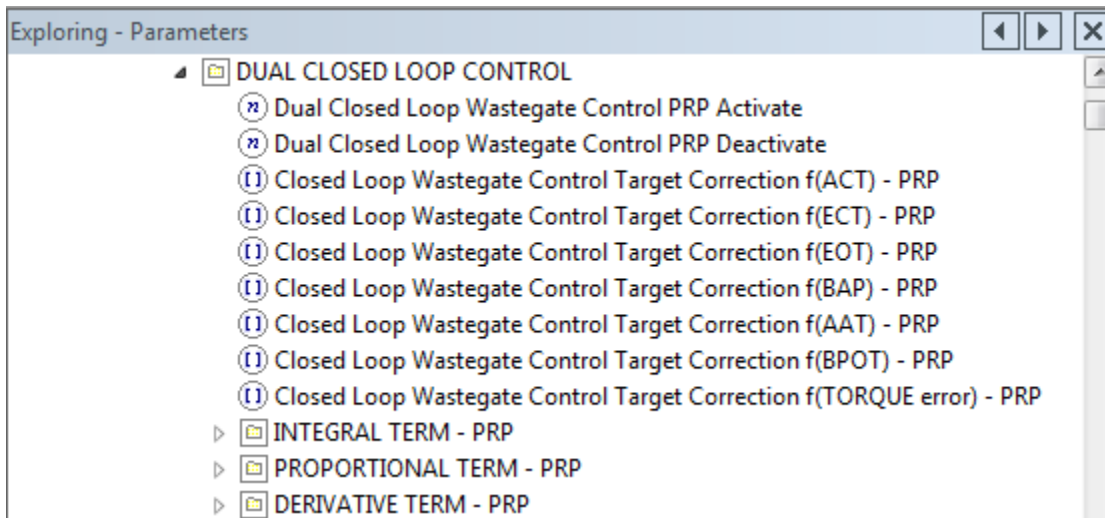 Exploring - Parameters
DUAL CLOSED LOOP CONTROL
Dual Closed Loop Wastegate Control PRP Activate
Dual Closed Loop Wastegate Control PRP Deactivate
Closed Loop Wastegate Control Target Correction f(ACT) - PRP
Closed Loop Wastegate Control Target Correction f(ECT) - PRP
Closed Loop Wastegate Control Target Correction f(EOT) - PRP
Closed Loop Wastegate Control Target Correction f(BAP) - PRP
Closed Loop Wastegate Control Target Correction f(AAT) - PRP
Closed Loop Wastegate Control Target Correction f(BPOT) - PRP
Closed Loop Wastegate Control Target Correction f(TORQUE error) - PRP
INTEGRAL TERM - PRP
PROPORTIONAL TERM - PRP
DERIVATIVE TERM - PRP